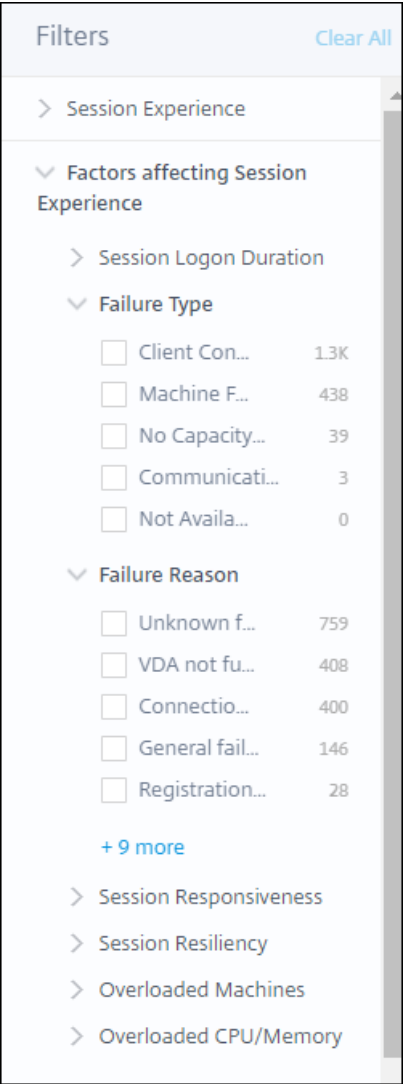 Filters Clear All
Session Experience
Factors affecting Session
Experience
Session Logon Duration
Failure Type
Client Con... 1.3K
Machine F... 438
No Capacity... 39
Communicati... 3
Not Availa... 0
Failure Reason
Unknown f... 759
VDA not fu... 408
Connectio... 400
General fail... 146
Registration... 28
+ 9 more
Session Responsiveness
Session Resiliency
Overloaded Machines
Overloaded CPU/Memory